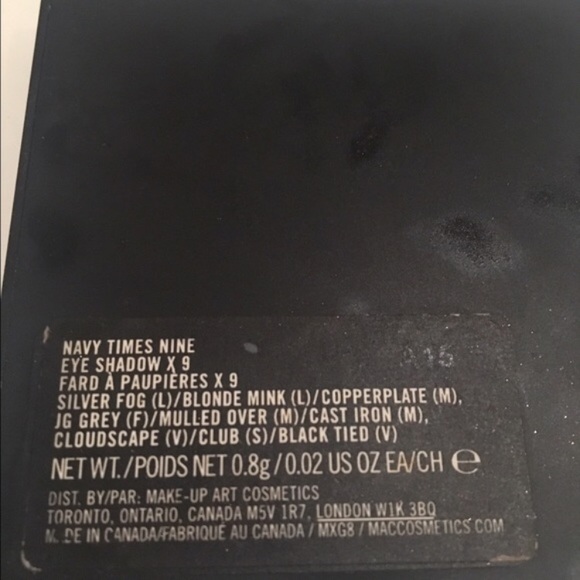 NAVY TIMES NINE
EYE SHADOW X 9
FARD À PAUPIÈRES X 9
SILVER FOG (L)/BLONDE MINK (L)/COPPERPLATE (M),
JG GREY (F)/MULLED OVER (M)/CAST IRON (M),
CLOUDSCAPE (V)/CLUB (S)/BLACK TIED (V)
NET WT./POIDS NET 0.8g/0.02 US OZ EA/CH ℮
DIST. BY/PAR: MAKE-UP ART COSMETICS
TORONTO, ONTARIO, CANADA M5V 1R7, LONDON W1K 3BQ
IN CANADA/FABRIQUÉ AU CANADA / MXG8 / MACCOSMETICS.COM